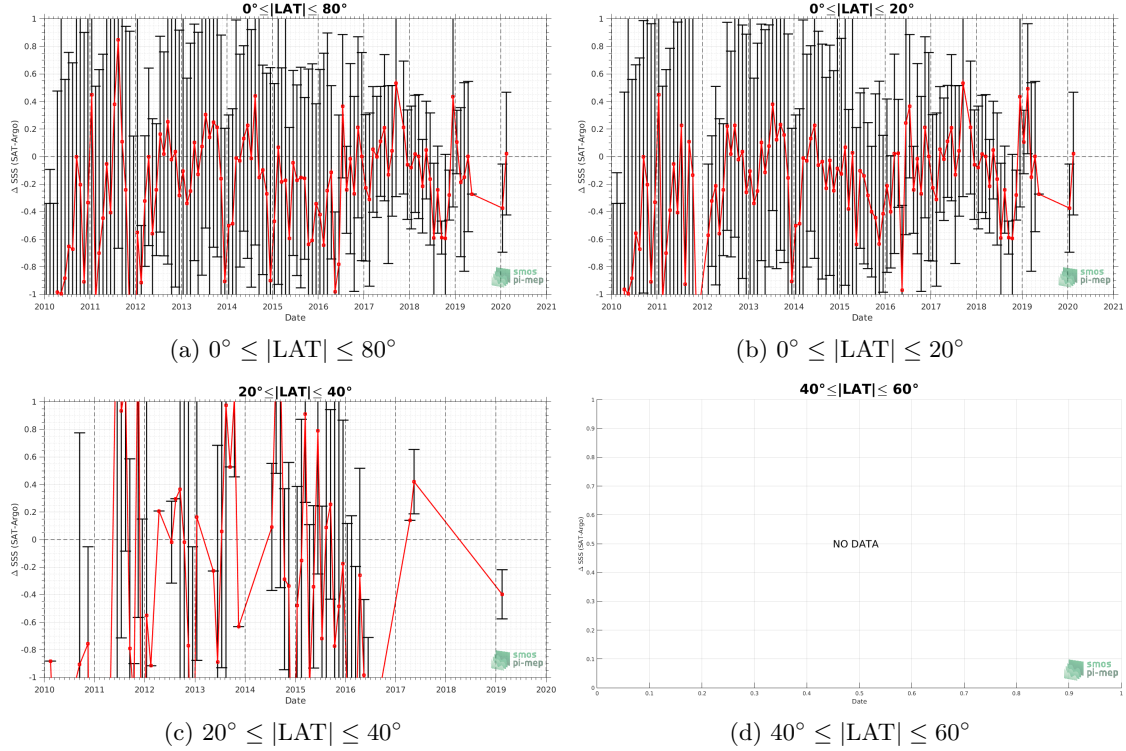 0°≤|LAT|≤ 80°
Δ SSS (SAT-Argo)
1
0.8
0.6
0.4
0.2
0
-0.2
-0.4
-0.6
-0.8
-1
2010 2011 2012 2013 2014 2015 2016 2017 2018 2019 2020 2021
Date
smos
pi-mep
(a) 0° ≤ |LAT| ≤ 80°
0°≤|LAT|≤ 20°
Δ SSS (SAT-Argo)
1
0.8
0.6
0.4
0.2
0
-0.2
-0.4
-0.6
-0.8
-1
2010 2011 2012 2013 2014 2015 2016 2017 2018 2019 2020 2021
Date
smos
pi-mep
(b) 0° ≤ |LAT| ≤ 20°
20°≤|LAT|≤ 40°
Δ SSS (SAT-Argo)
1
0.8
0.6
0.4
0.2
0
-0.2
-0.4
-0.6
-0.8
-1
2010 2011 2012 2013 2014 2015 2016 2017 2018 2019 2020
Date
smos
pi-mep
(c) 20° ≤ |LAT| ≤ 40°
40°≤|LAT|≤ 60°
Δ SSS (SAT-Argo)
1
0.9
0.8
0.7
0.6
0.5
0.4
0.3
0.2
0.1
0
NO DATA
0 0.1 0.2 0.3 0.4 0.5 0.6 0.7 0.8 0.9 1
Date
smos
pi-mep
(d) 40° ≤ |LAT| ≤ 60°